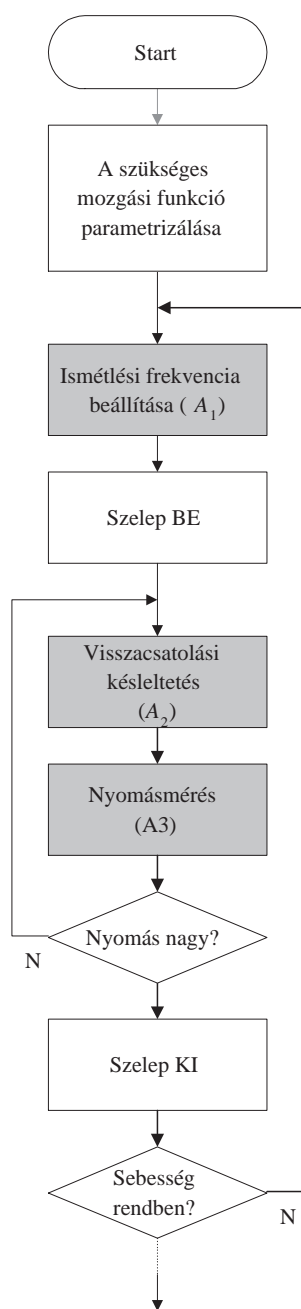 Start
A szükséges
mozgási funkció
parametrizálása
Ismétlési frekvencia
beállítása ( A₁)
Szelep BE
Visszacsatolási
késleltetés
(A₂)
Nyomásmérés
(A3)
Nyomás nagy?
N
Szelep KI
Sebesség
rendben?
N